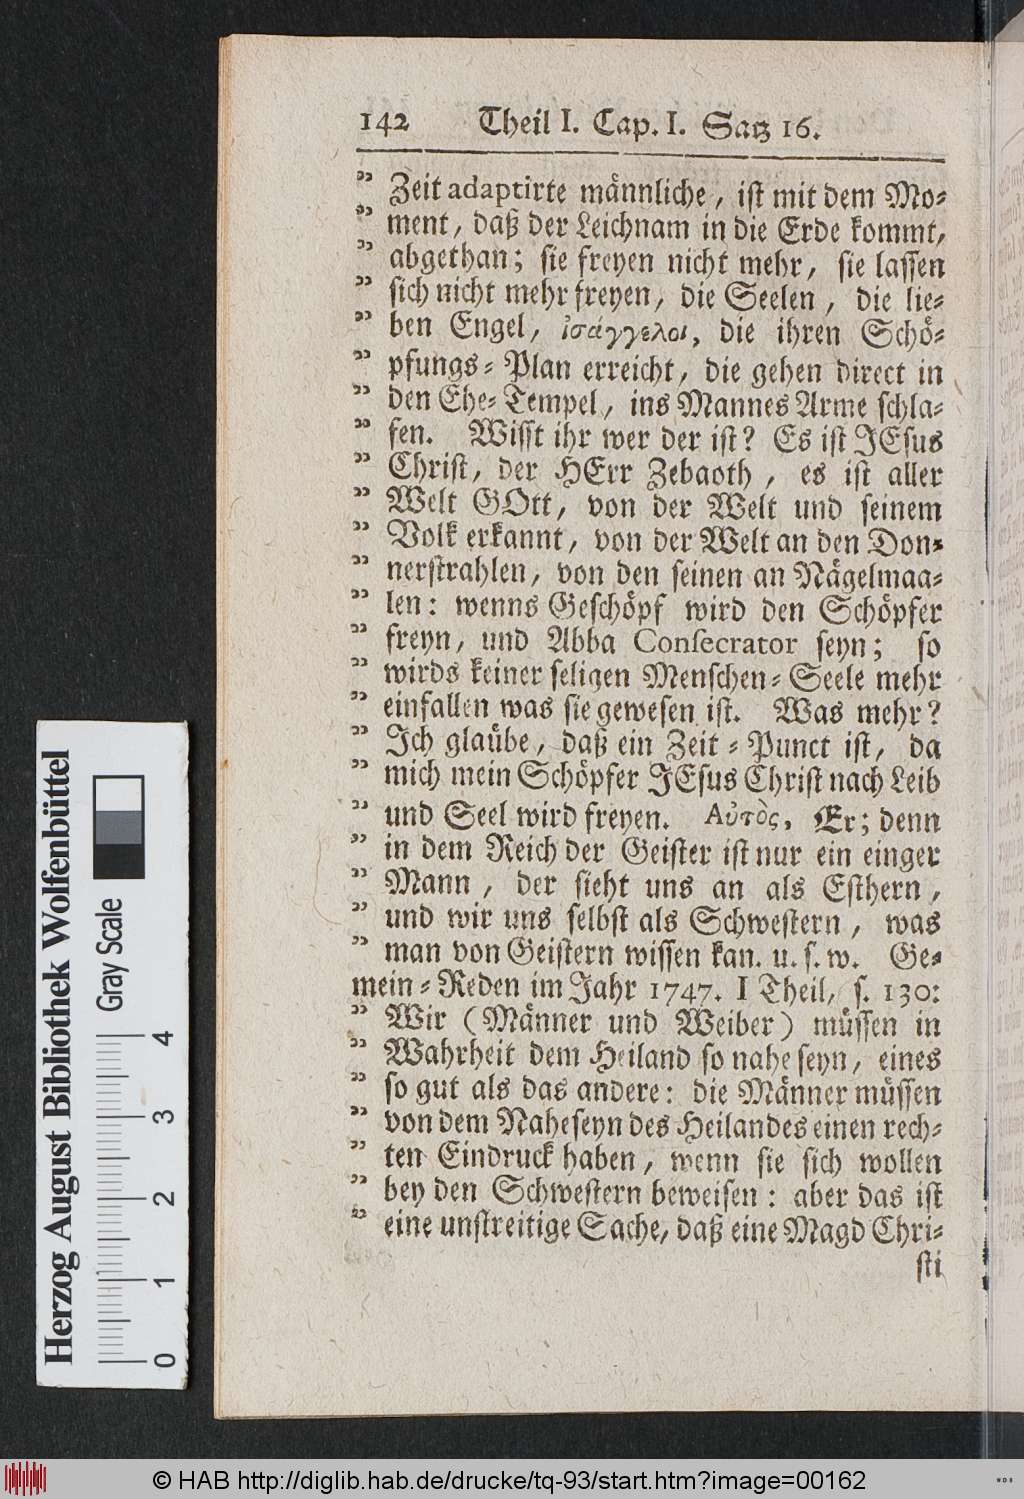 142 Theil I. Cap. I. Satz 16.
” Zeit adaptirte männliche, ist mit dem Mo-
” ment, daß der Leichnam in die Erde kommt,
” abgethan; sie freyen nicht mehr, sie lassen
” sich nicht mehr freyen, die Seelen, die lie-
” ben Engel, ἰσάγγελοι, die ihren Schö-
” pfungs-Plan erreicht, die gehen direct in
” den Ehe-Tempel, ins Mannes Arme schla-
” fen. Wisst ihr wer der ist? Es ist JEsus
” Christ, der HErr Zebaoth, es ist aller
” Welt GOtt, von der Welt und seinem
” Volk erkannt, von der Welt an den Don-
” nerstrahlen, von den seinen an Nägelmaa-
” len: wenns Geschöpf wird den Schöpfer
” freyn, und Abba Consecrator seyn; so
” wirds keiner seligen Menschen-Seele mehr
” einfallen was sie gewesen ist. Was mehr?
” Ich glaübe, daß ein Zeit-Punct ist, da
” mich mein Schöpfer JEsus Christ nach Leib
” und Seel wird freyen. Αὐτὸς, Er; denn
” in dem Reich der Geister ist nur ein einger
” Mann, der sieht uns an als Esthern,
” und wir uns selbst als Schwestern, was
” man von Geistern wissen kan. u. s. w. Ge-
mein-Reden im Jahr 1747. I Theil, s. 130:
” Wir (Männer und Weiber) müssen in
” Wahrheit dem Heiland so nahe seyn, eines
” so gut als das andere: die Männer müssen
” von dem Naheseyn des Heilandes einen rech-
” ten Eindruck haben, wenn sie sich wollen
” bey den Schwestern beweisen: aber das ist
” eine unstreitige Sache, daß eine Magd Chri-
sti
Herzog August Bibliothek Wolfenbüttel
Gray Scale
0 1 2 3 4
© HAB http://diglib.hab.de/drucke/tq-93/start.htm?image=00162